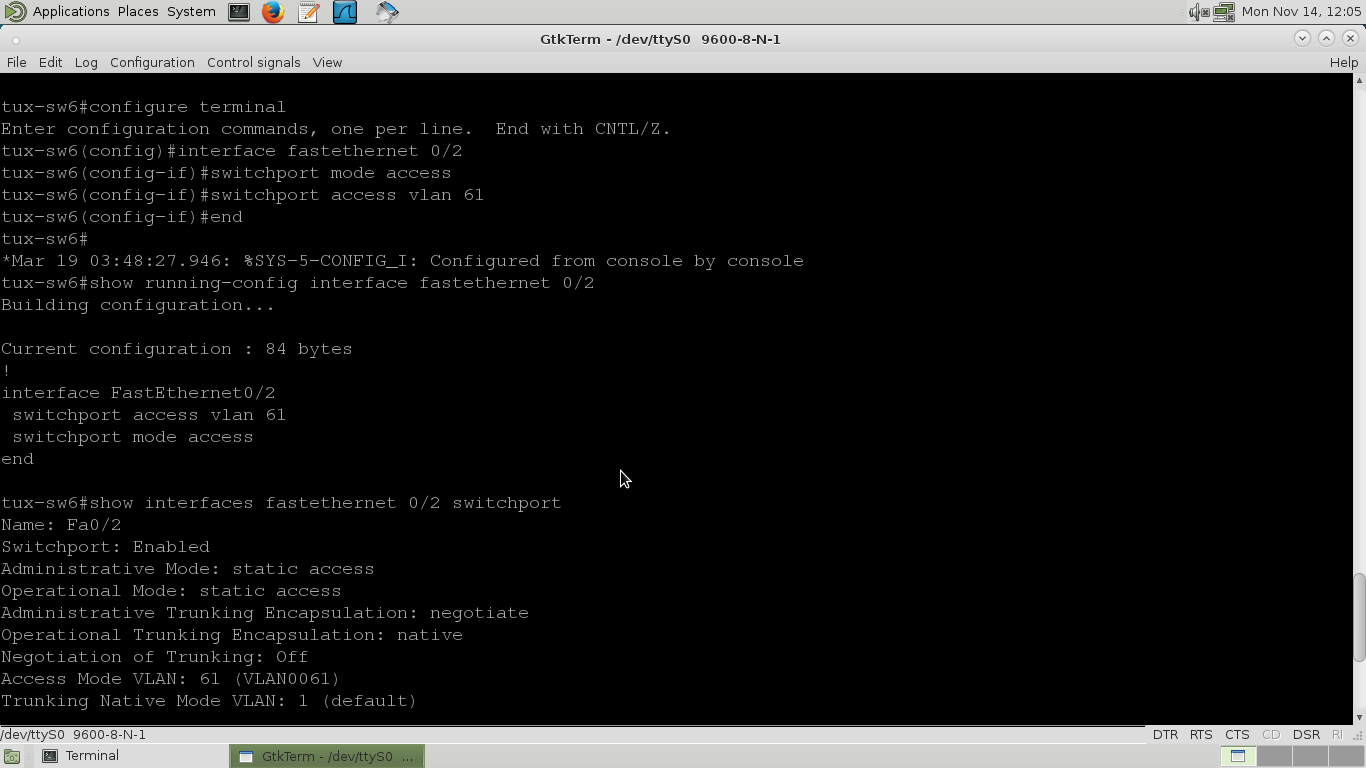 Applications Places System Mon Nov 14, 12:05
GtkTerm - /dev/ttyS0  9600-8-N-1
File Edit Log Configuration Control signals View Help
tux-sw6#configure terminal
Enter configuration commands, one per line.  End with CNTL/Z.
tux-sw6(config)#interface fastethernet 0/2
tux-sw6(config-if)#switchport mode access
tux-sw6(config-if)#switchport access vlan 61
tux-sw6(config-if)#end
tux-sw6#
*Mar 19 03:48:27.946: %SYS-5-CONFIG_I: Configured from console by console
tux-sw6#show running-config interface fastethernet 0/2
Building configuration...
Current configuration : 84 bytes
!
interface FastEthernet0/2
 switchport access vlan 61
 switchport mode access
end
tux-sw6#show interfaces fastethernet 0/2 switchport
Name: Fa0/2
Switchport: Enabled
Administrative Mode: static access
Operational Mode: static access
Administrative Trunking Encapsulation: negotiate
Operational Trunking Encapsulation: native
Negotiation of Trunking: Off
Access Mode VLAN: 61 (VLAN0061)
Trunking Native Mode VLAN: 1 (default)
/dev/ttyS0  9600-8-N-1 DTR RTS CTS CD DSR RI
Terminal GtkTerm - /dev/ttyS0 ...